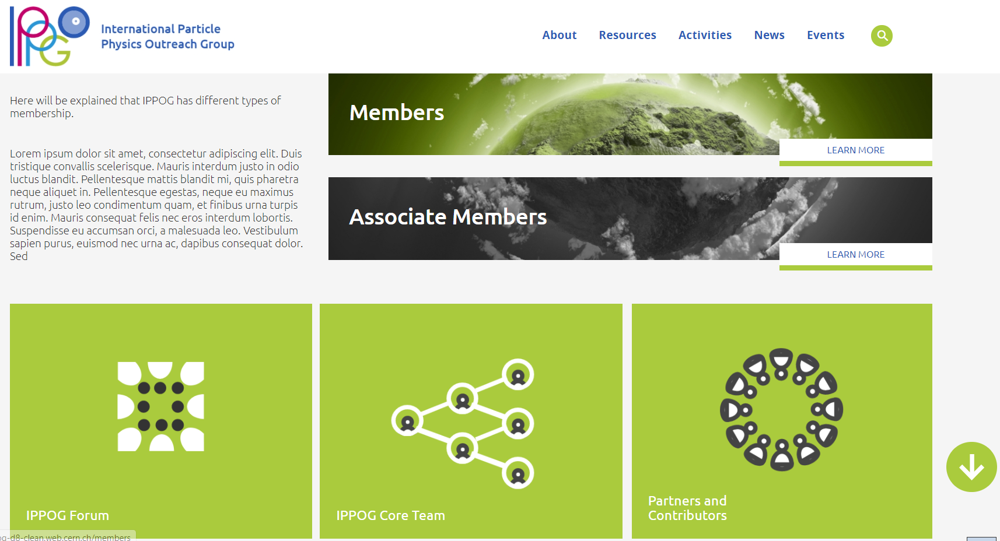 IPPOG
International Particle
Physics Outreach Group
About
Resources
Activities
News
Events
Here will be explained that IPPOG has different types of
membership.
Lorem ipsum dolor sit amet, consectetur adipiscing elit. Duis
tristique convallis scelerisque. Mauris interdum justo in odio
luctus blandit. Pellentesque mattis blandit mi, quis pharetra
neque aliquet in. Pellentesque egestas, neque eu maximus
rutrum, justo leo condimentum quam, et finibus urna turpis
id enim. Mauris consequat felis nec eros interdum lobortis.
Suspendisse eu accumsan orci, a malesuada leo. Vestibulum
sapien purus, euismod nec urna ac, dapibus consequat dolor.
Sed
Members
LEARN MORE
Associate Members
LEARN MORE
IPPOG Forum
IPPOG Core Team
Partners and
Contributors
og-d8-clean.web.cern.ch/members